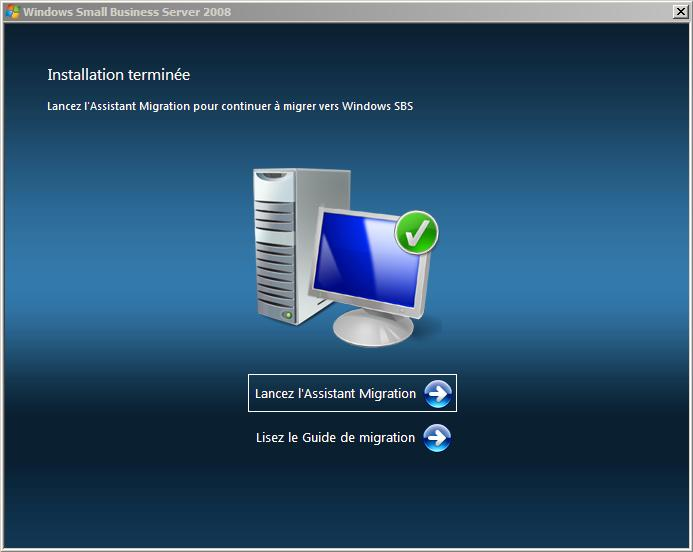 Windows Small Business Server 2008
Installation terminée
Lancez l'Assistant Migration pour continuer à migrer vers Windows SBS
Lancez l'Assistant Migration
Lisez le Guide de migration